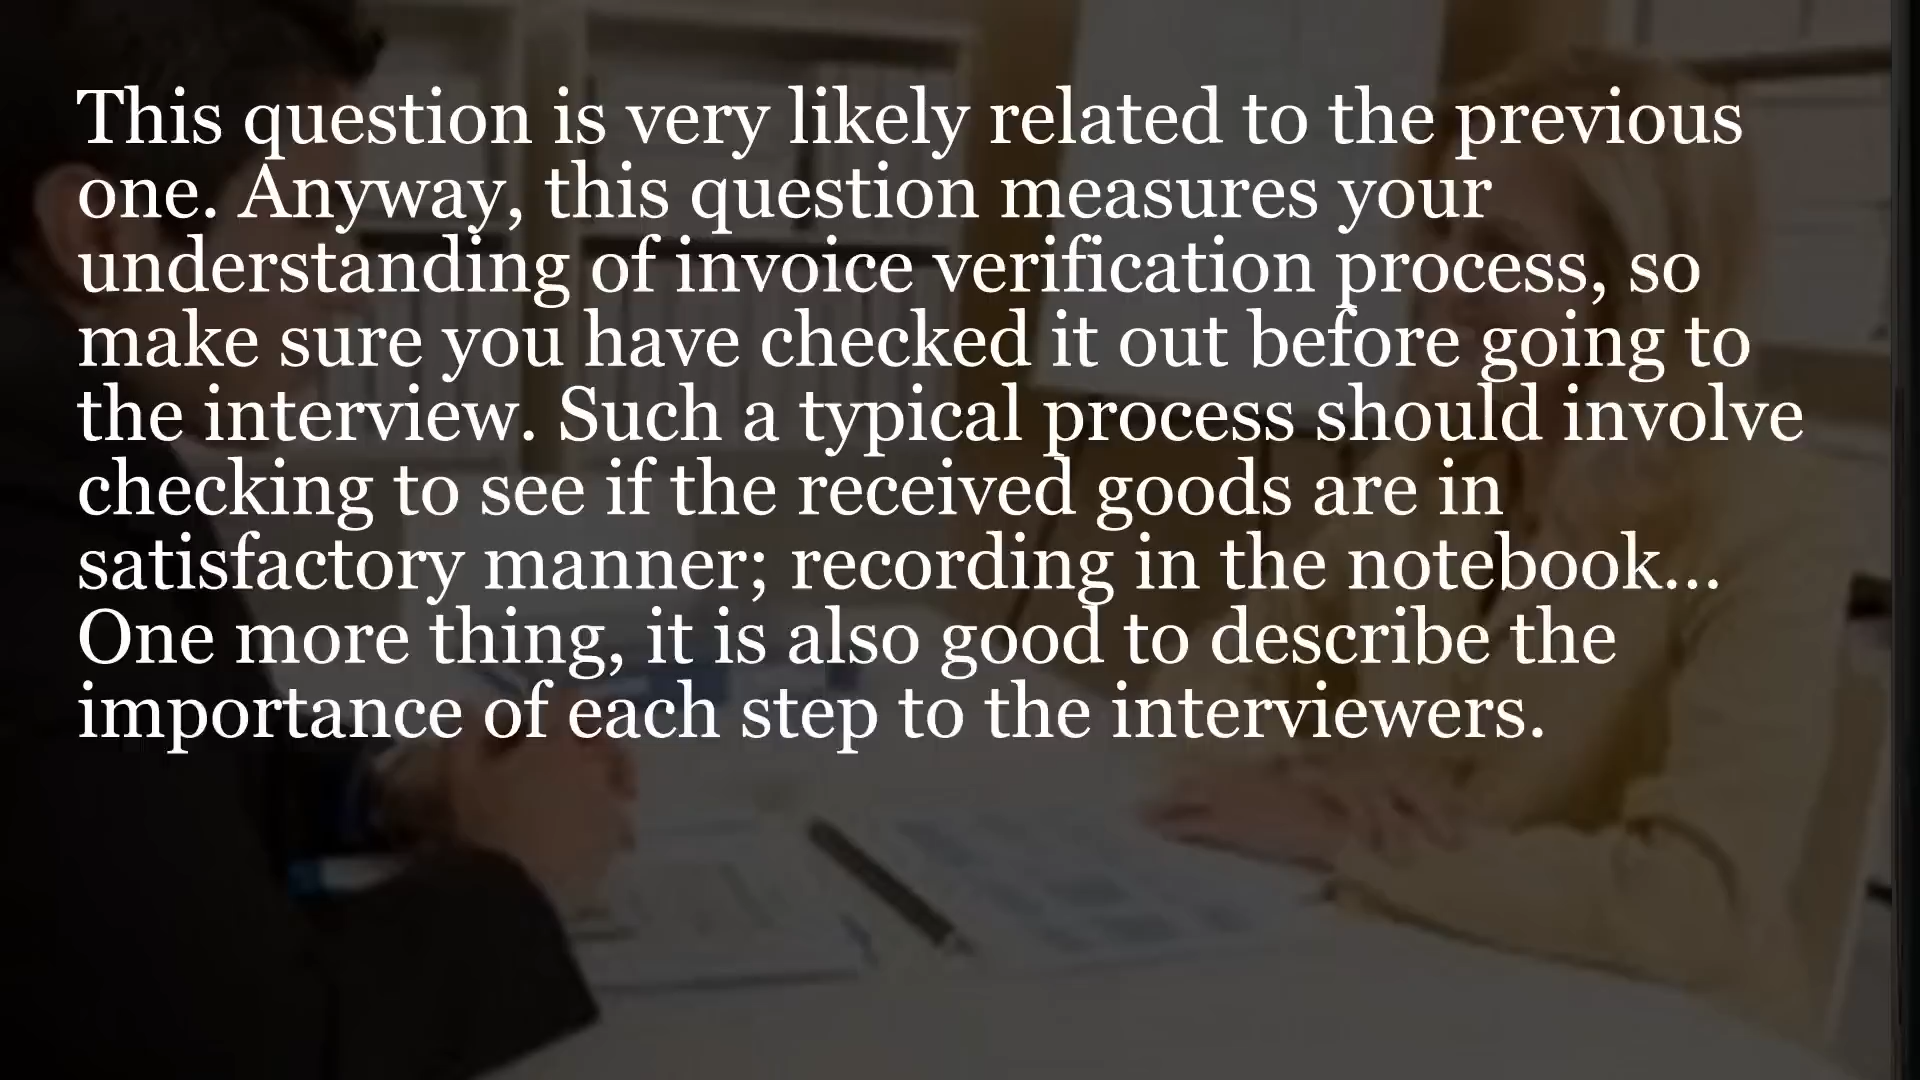 This question is very likely related to the previous
one. Anyway, this question measures your
understanding of invoice verification process, so
make sure you have checked it out before going to
the interview. Such a typical process should involve
checking to see if the received goods are in
satisfactory manner; recording in the notebook...
One more thing, it is also good to describe the
importance of each step to the interviewers.